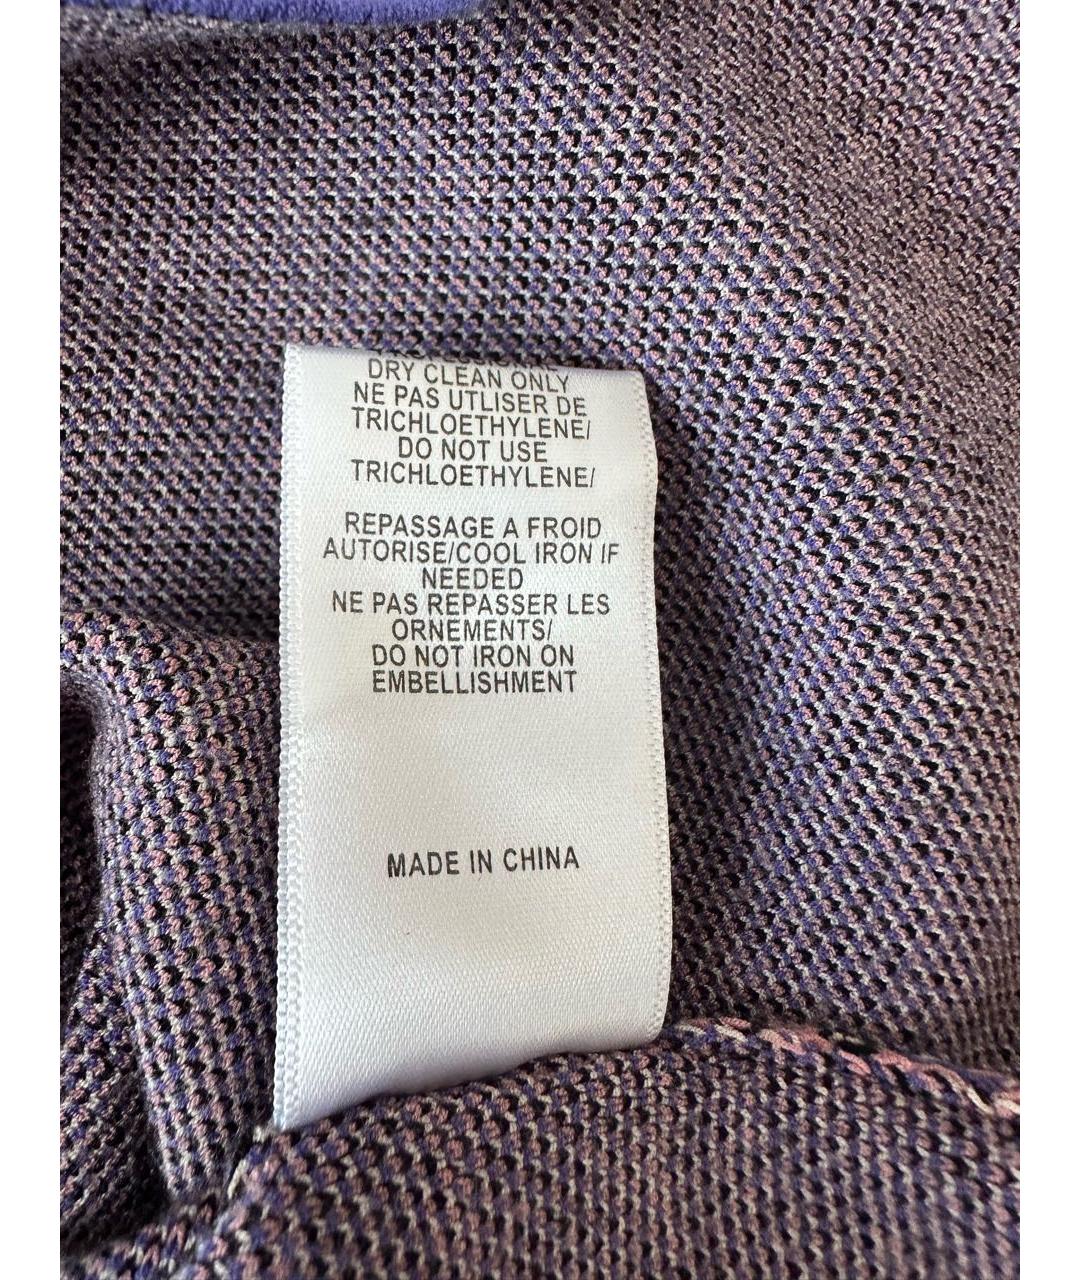 DRY CLEAN ONLY
NE PAS UTLISER DE
TRICHLOETHYLENE/
DO NOT USE
TRICHLOETHYLENE/
REPASSAGE A FROID
AUTORISE/COOL IRON IF
NEEDED
NE PAS REPASSER LES
ORNEMENTS/
DO NOT IRON ON
EMBELLISHMENT
MADE IN CHINA